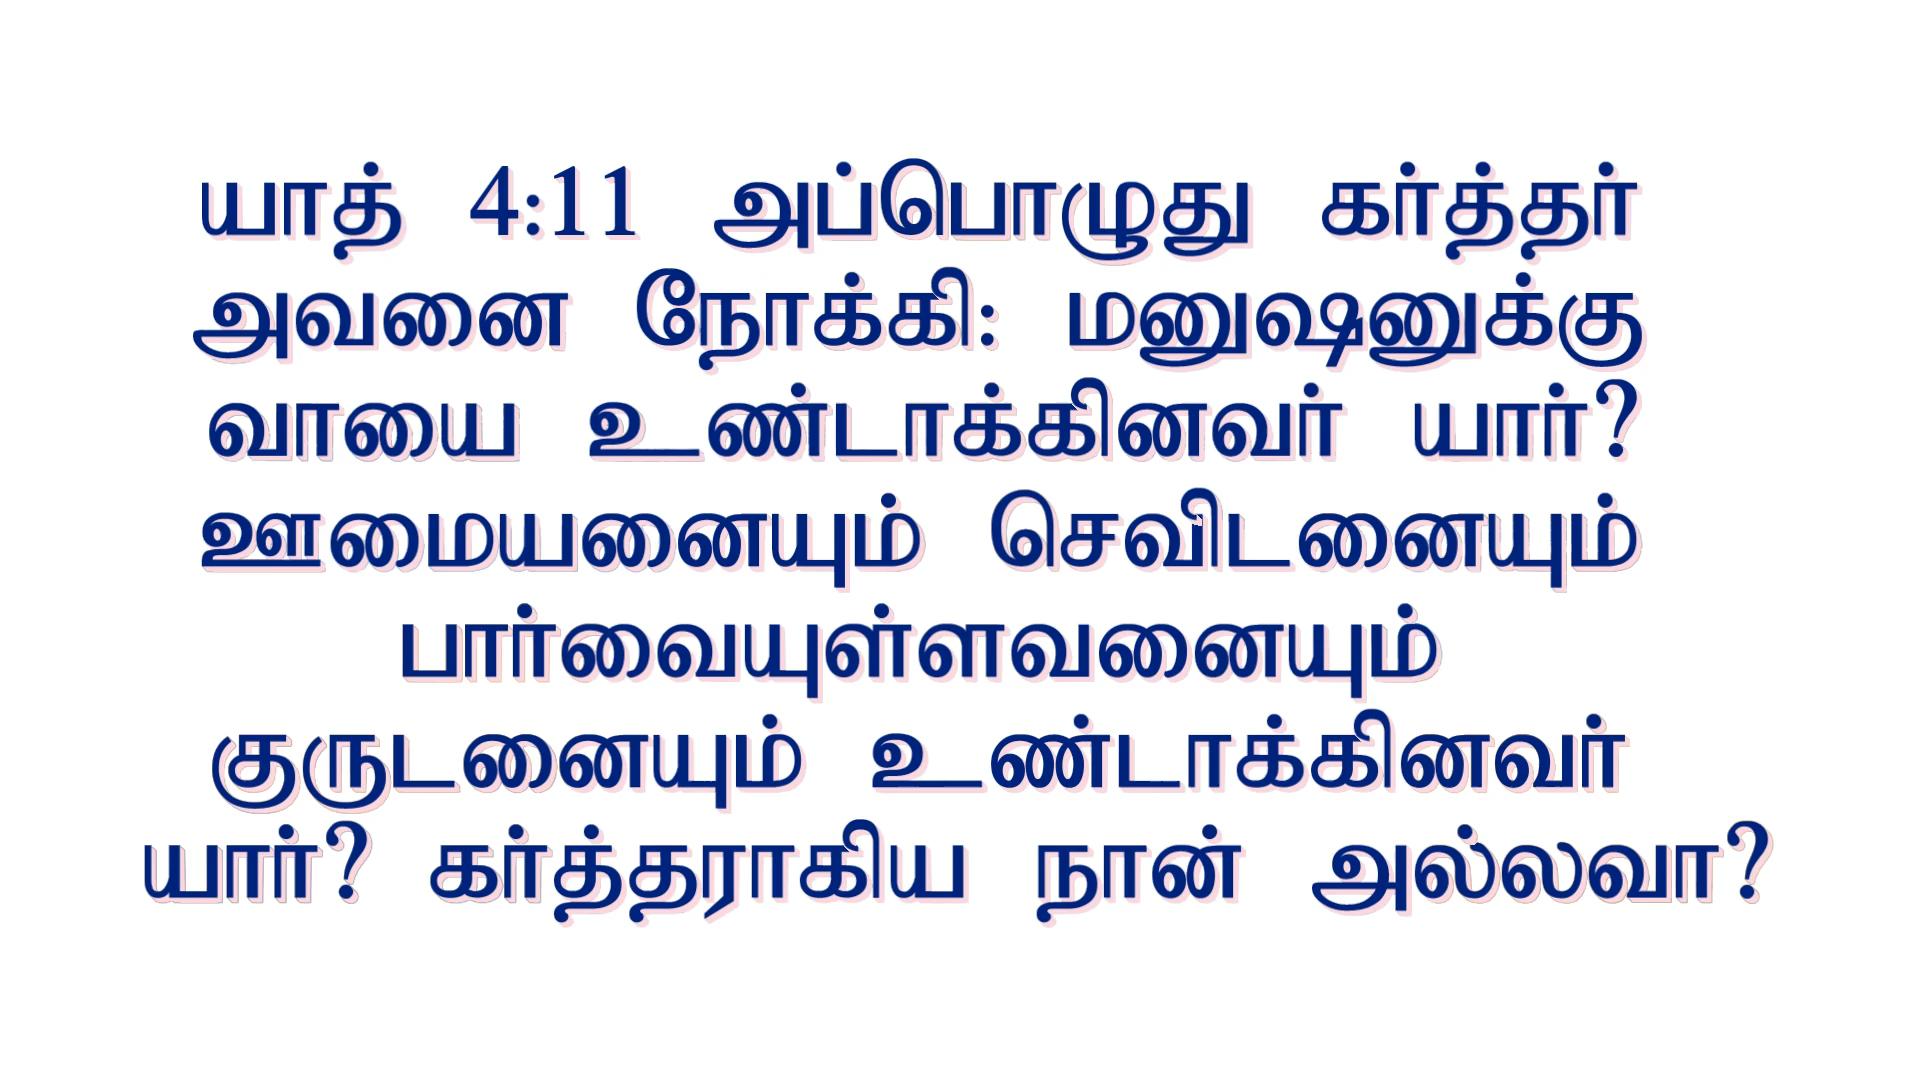 யாத் 4:11 அப்பொழுது கர்த்தர்
அவனை நோக்கி: மனுஷனுக்கு
வாயை உண்டாக்கினவர் யார்?
ஊமையனையும் செவிடனையும்
பார்வையுள்ளவனையும்
குருடனையும் உண்டாக்கினவர்
யார்? கர்த்தராகிய நான் அல்லவா?